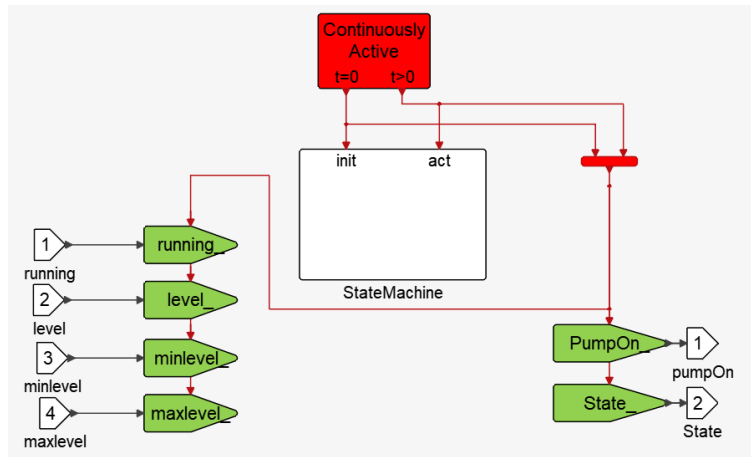 Continuously
Active
t=0 t>0
init act
StateMachine
1
running
running_
2
level
level_
3
minlevel
minlevel_
4
maxlevel
maxlevel_
PumpOn_
1
pumpOn
State_
2
State